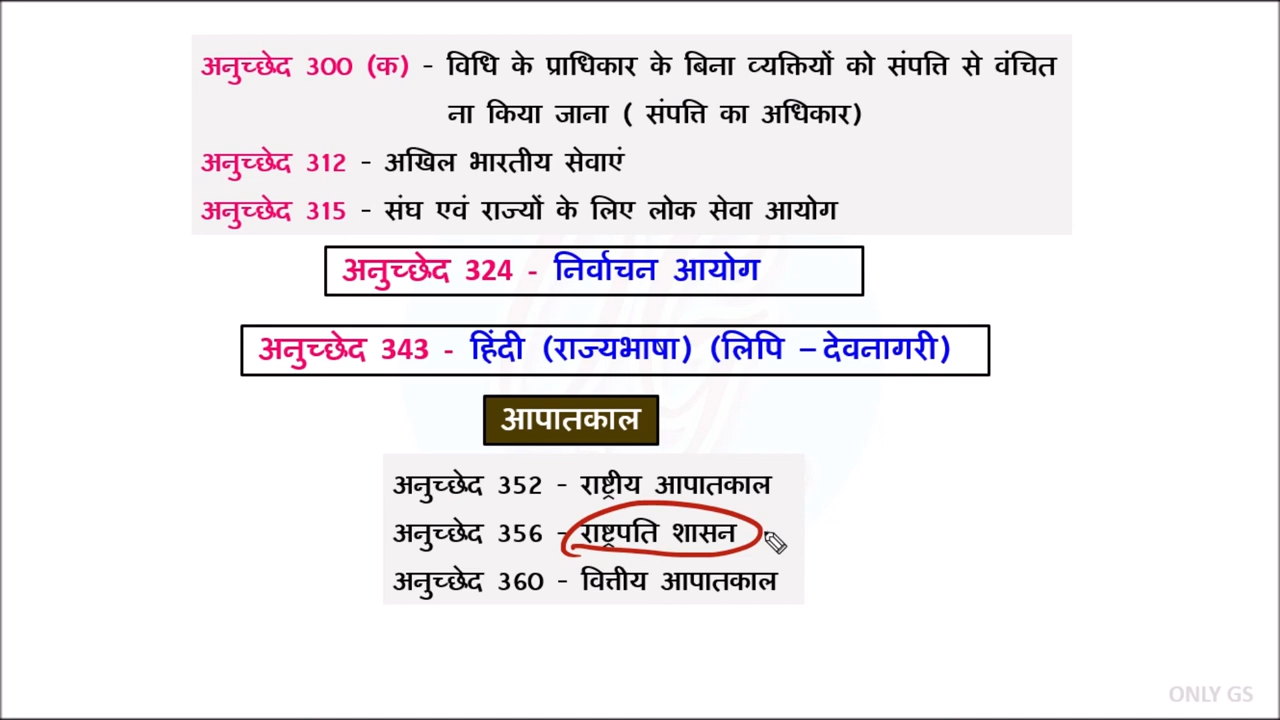 अनुच्छेद 300 (क) - विधि के प्राधिकार के बिना व्यक्तियों को संपत्ति से वंचित
ना किया जाना ( संपत्ति का अधिकार)
अनुच्छेद 312 - अखिल भारतीय सेवाएं
अनुच्छेद 315 - संघ एवं राज्यों के लिए लोक सेवा आयोग
अनुच्छेद 324 - निर्वाचन आयोग
अनुच्छेद 343 - हिंदी (राज्यभाषा) (लिपि – देवनागरी)
आपातकाल
अनुच्छेद 352 - राष्ट्रीय आपातकाल
अनुच्छेद 356 - राष्ट्रपति शासन
अनुच्छेद 360 - वित्तीय आपातकाल
ONLY GS